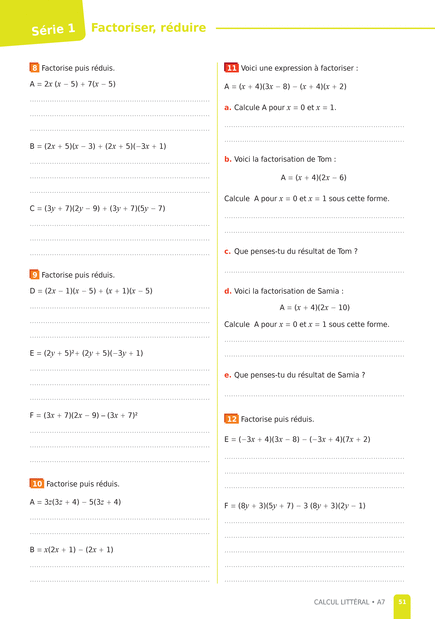 Série 1 Factoriser, réduire
8 Factorise puis réduis.
A = 2x (x − 5) + 7(x − 5)
B = (2x + 5)(x − 3) + (2x + 5)(−3x + 1)
C = (3y + 7)(2y − 9) + (3y + 7)(5y − 7)
9 Factorise puis réduis.
D = (2x − 1)(x − 5) + (x + 1)(x − 5)
E = (2y + 5)² + (2y + 5)(−3y + 1)
F = (3x + 7)(2x − 9) − (3x + 7)²
10 Factorise puis réduis.
A = 3z(3z + 4) − 5(3z + 4)
B = x(2x + 1) − (2x + 1)
11 Voici une expression à factoriser :
A = (x + 4)(3x − 8) − (x + 4)(x + 2)
a. Calcule A pour x = 0 et x = 1.
b. Voici la factorisation de Tom :
A = (x + 4)(2x − 6)
Calcule A pour x = 0 et x = 1 sous cette forme.
c. Que penses-tu du résultat de Tom ?
d. Voici la factorisation de Samia :
A = (x + 4)(2x − 10)
Calcule A pour x = 0 et x = 1 sous cette forme.
e. Que penses-tu du résultat de Samia ?
12 Factorise puis réduis.
E = (−3x + 4)(3x − 8) − (−3x + 4)(7x + 2)
F = (8y + 3)(5y + 7) − 3 (8y + 3)(2y − 1)
CALCUL LITTÉRAL • A7 51